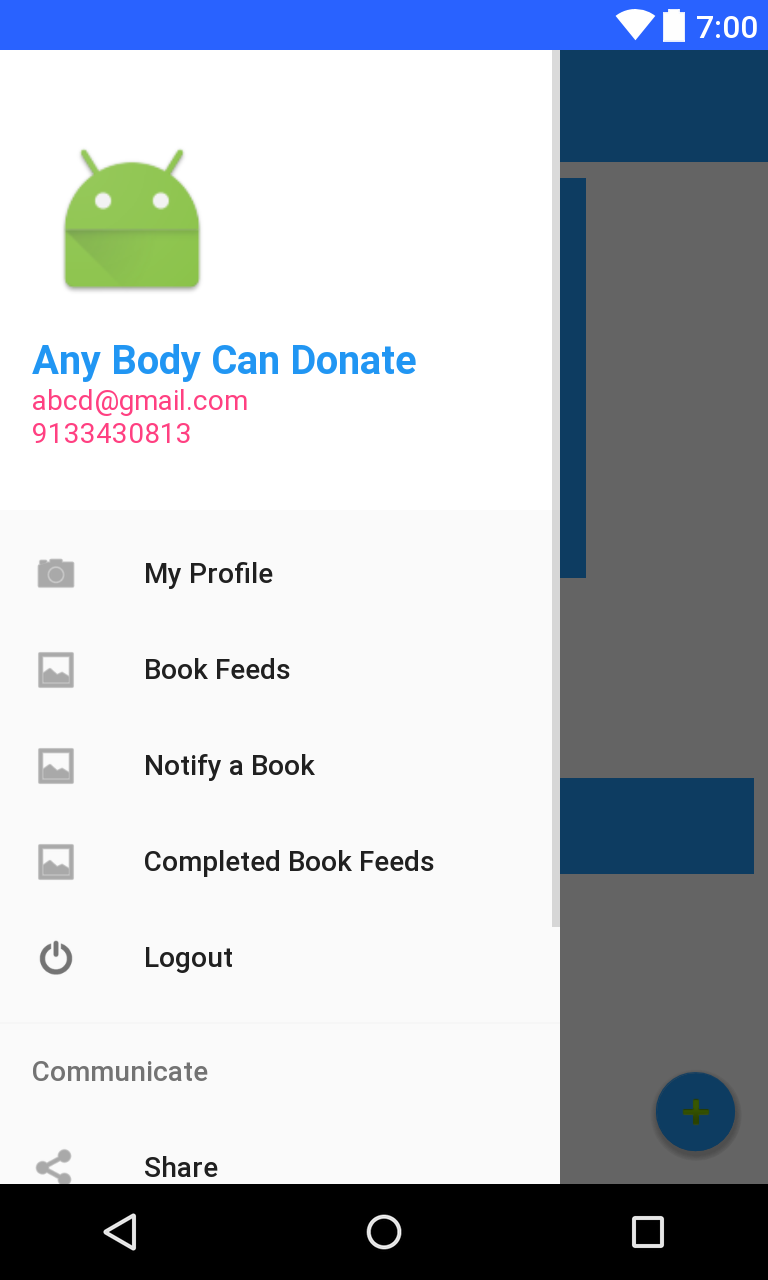 7:00
Any Body Can Donate
abcd@gmail.com
9133430813
My Profile
Book Feeds
Notify a Book
Completed Book Feeds
Logout
Communicate
Share